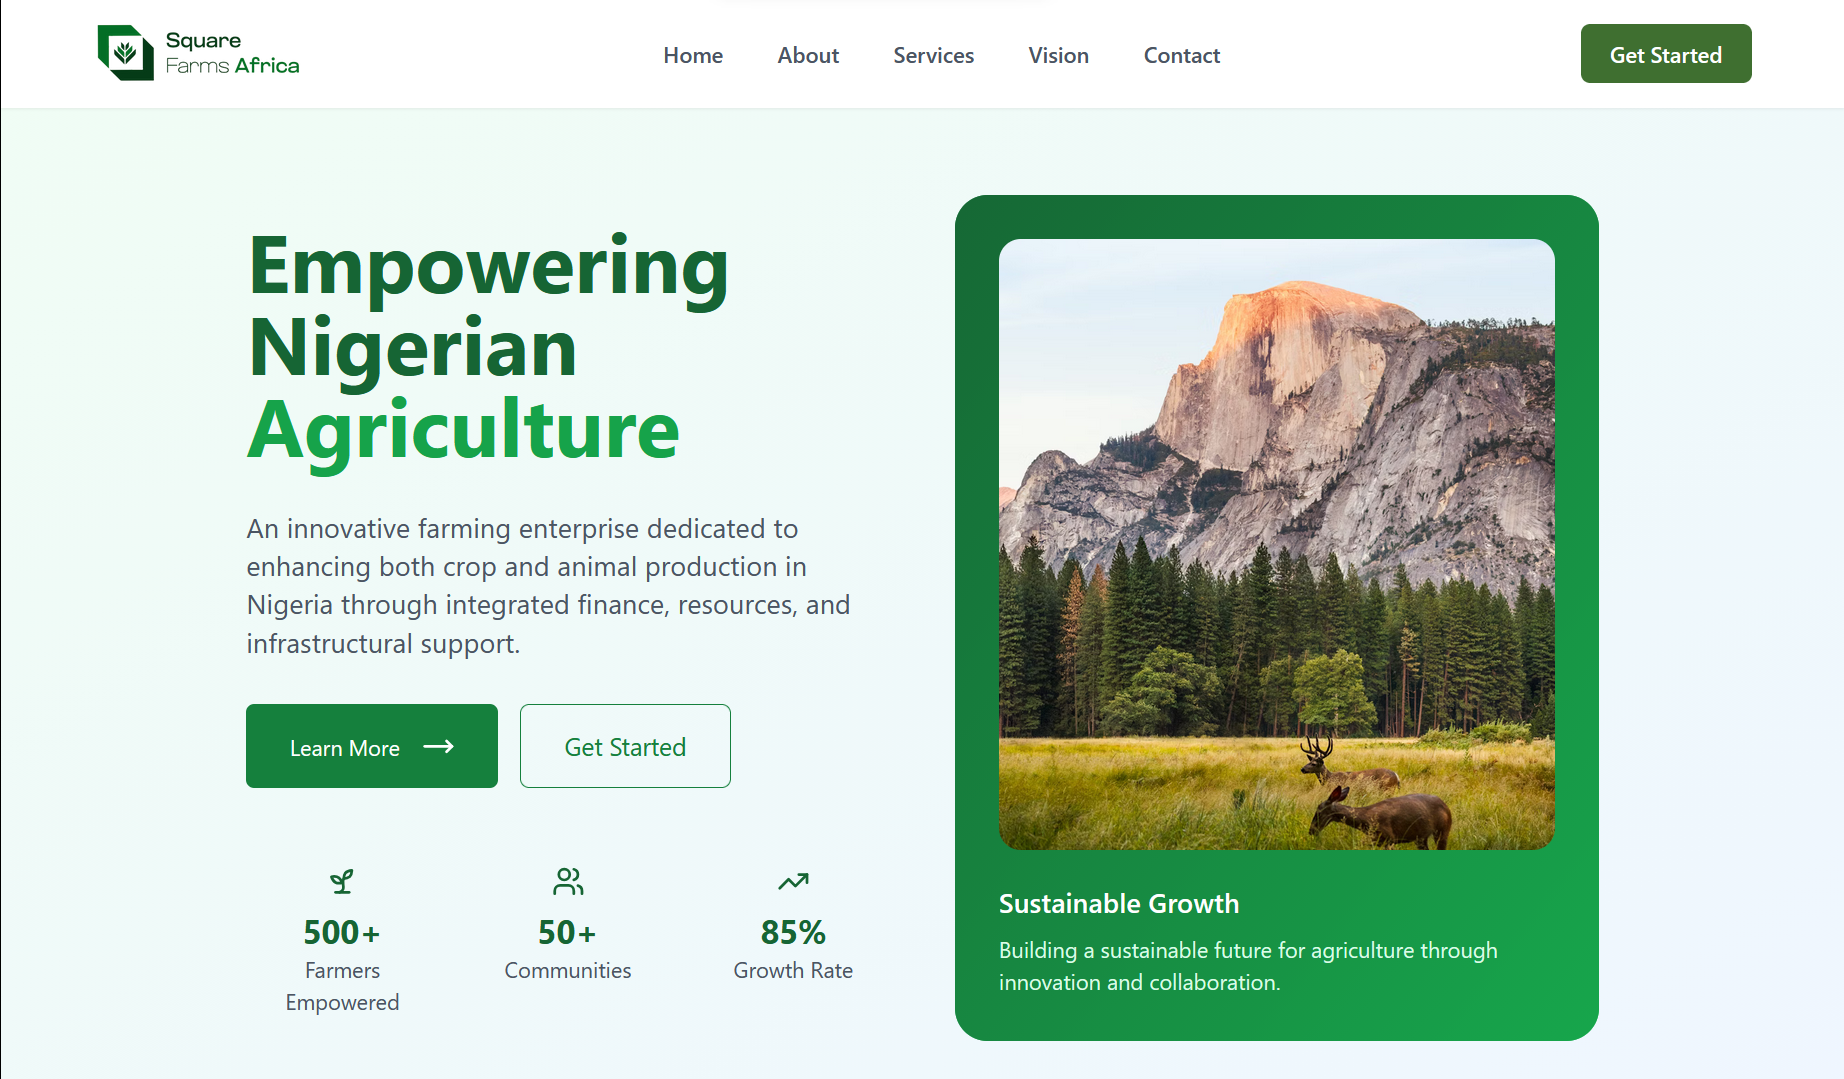 Square
Farms Africa
Home
About
Services
Vision
Contact
Get Started
Empowering
Nigerian
Agriculture
An innovative farming enterprise dedicated to
enhancing both crop and animal production in
Nigeria through integrated finance, resources, and
infrastructural support.
Learn More
Get Started
500+
Farmers
Empowered
50+
Communities
85%
Growth Rate
Sustainable Growth
Building a sustainable future for agriculture through
innovation and collaboration.